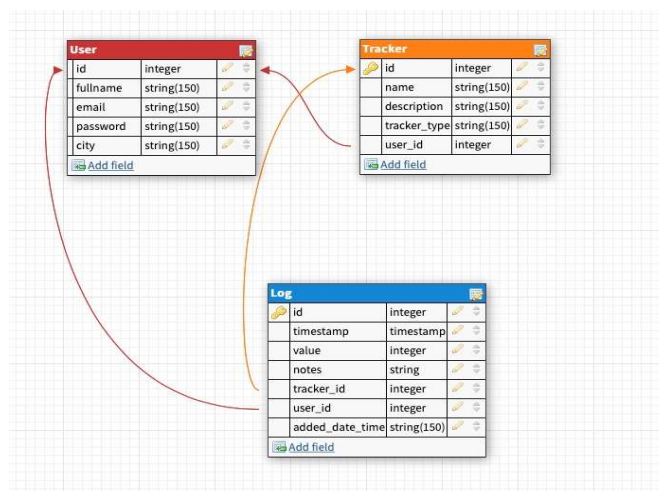 User
id integer
fullname string(150)
email string(150)
password string(150)
city string(150)
Add field
Tracker
id integer
name string(150)
description string(150)
tracker_type string(150)
user_id integer
Add field
Log
id integer
timestamp timestamp
value integer
notes string
tracker_id integer
user_id integer
added_date_time string(150)
Add field